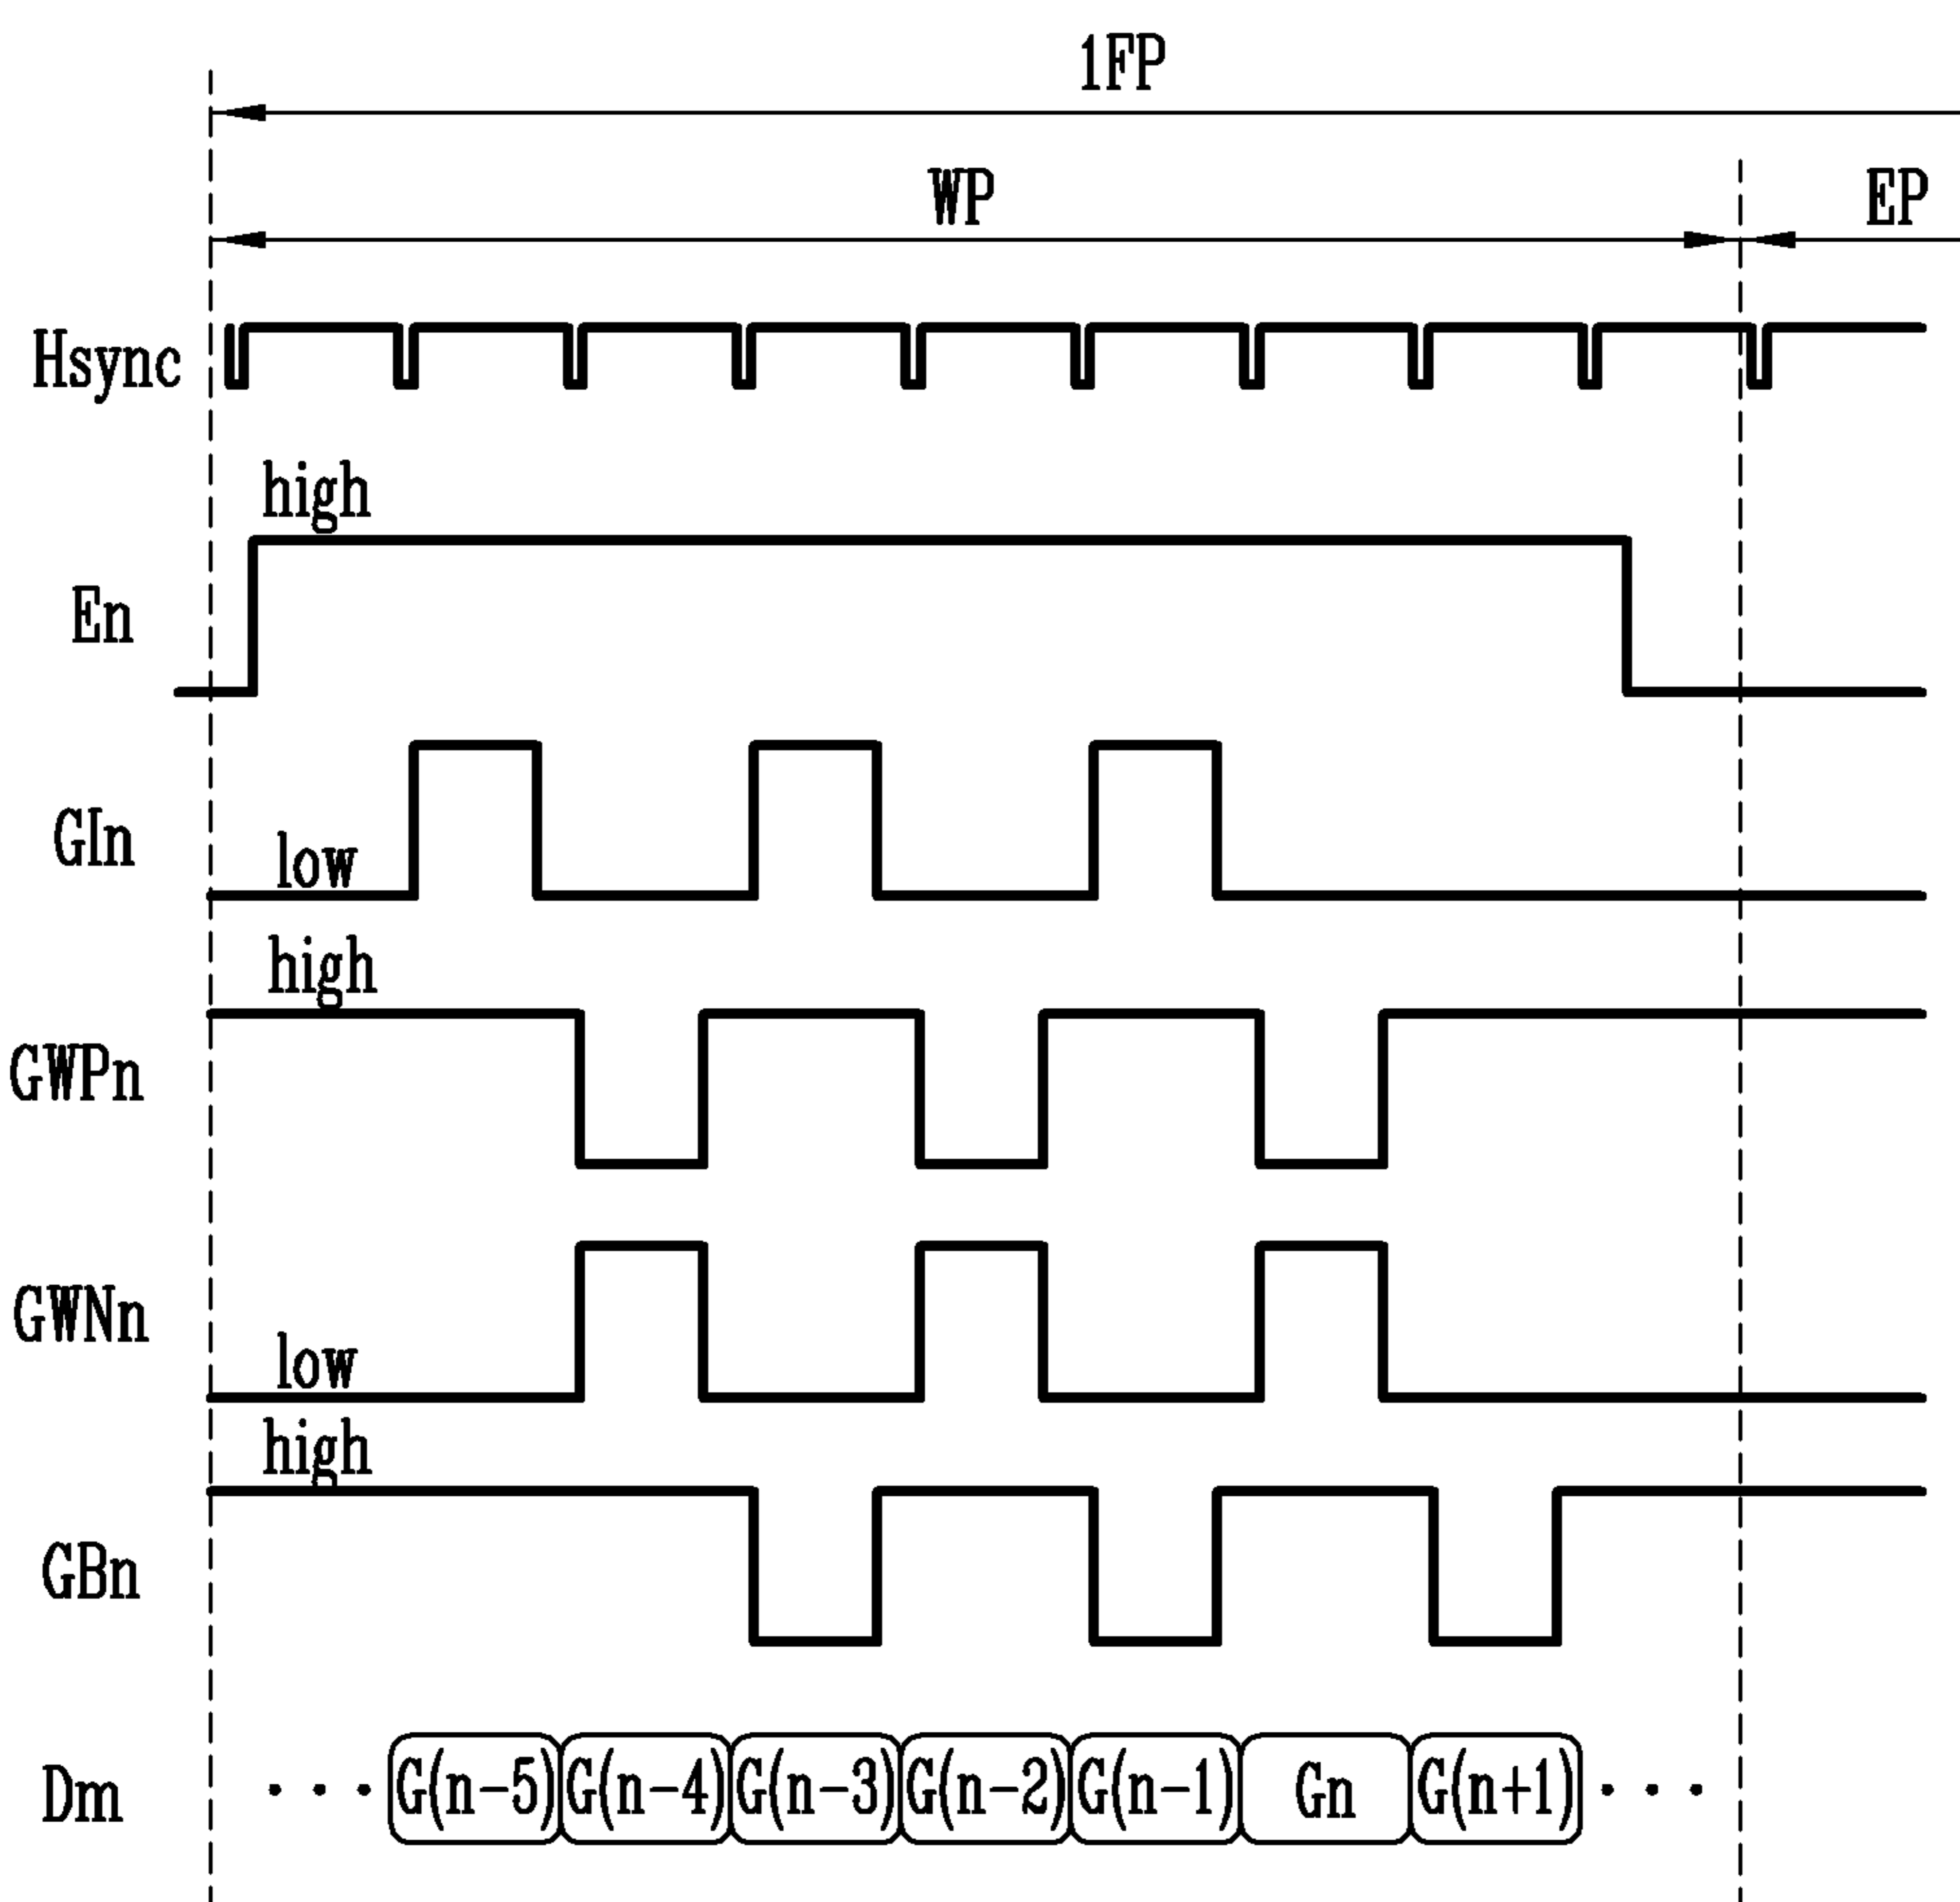 1FP
WP EP
Hsync
high
En
GIn
low
high
GWPn
GWNn
low
high
GBn
Dm ··· G(n-5) G(n-4) G(n-3) G(n-2) G(n-1) Gn G(n+1) ···